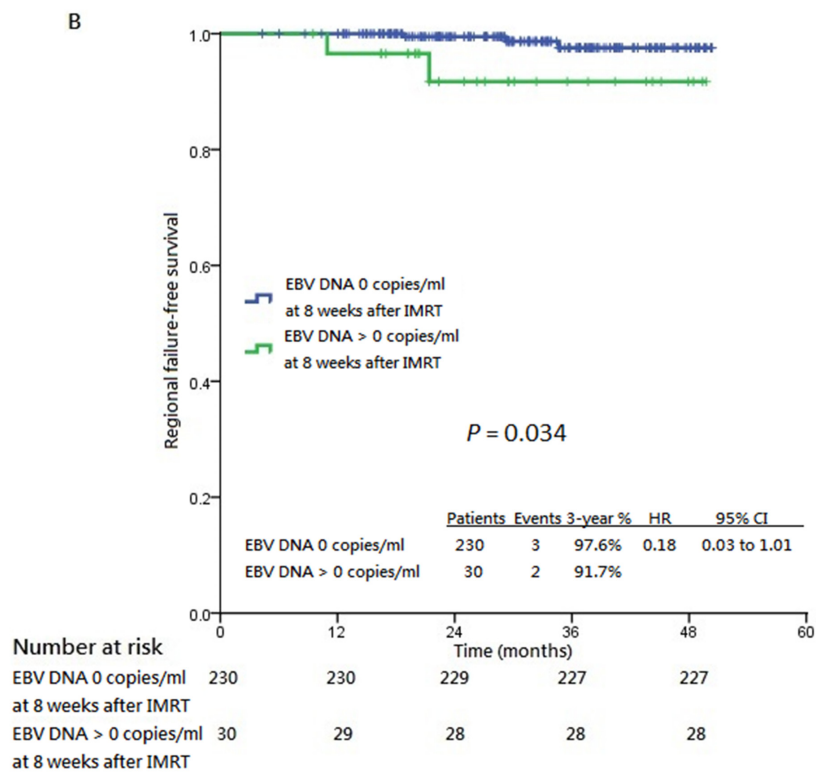 B
1.0
0.8
0.6
0.4
0.2
0.0
Regional failure-free survival
EBV DNA 0 copies/ml
at 8 weeks after IMRT
EBV DNA > 0 copies/ml
at 8 weeks after IMRT
P = 0.034
Patients Events 3-year % HR 95% CI
EBV DNA 0 copies/ml 230 3 97.6% 0.18 0.03 to 1.01
EBV DNA > 0 copies/ml 30 2 91.7%
0 12 24 36 48 60
Time (months)
Number at risk
EBV DNA 0 copies/ml 230 230 229 227 227
at 8 weeks after IMRT
EBV DNA > 0 copies/ml 30 29 28 28 28
at 8 weeks after IMRT